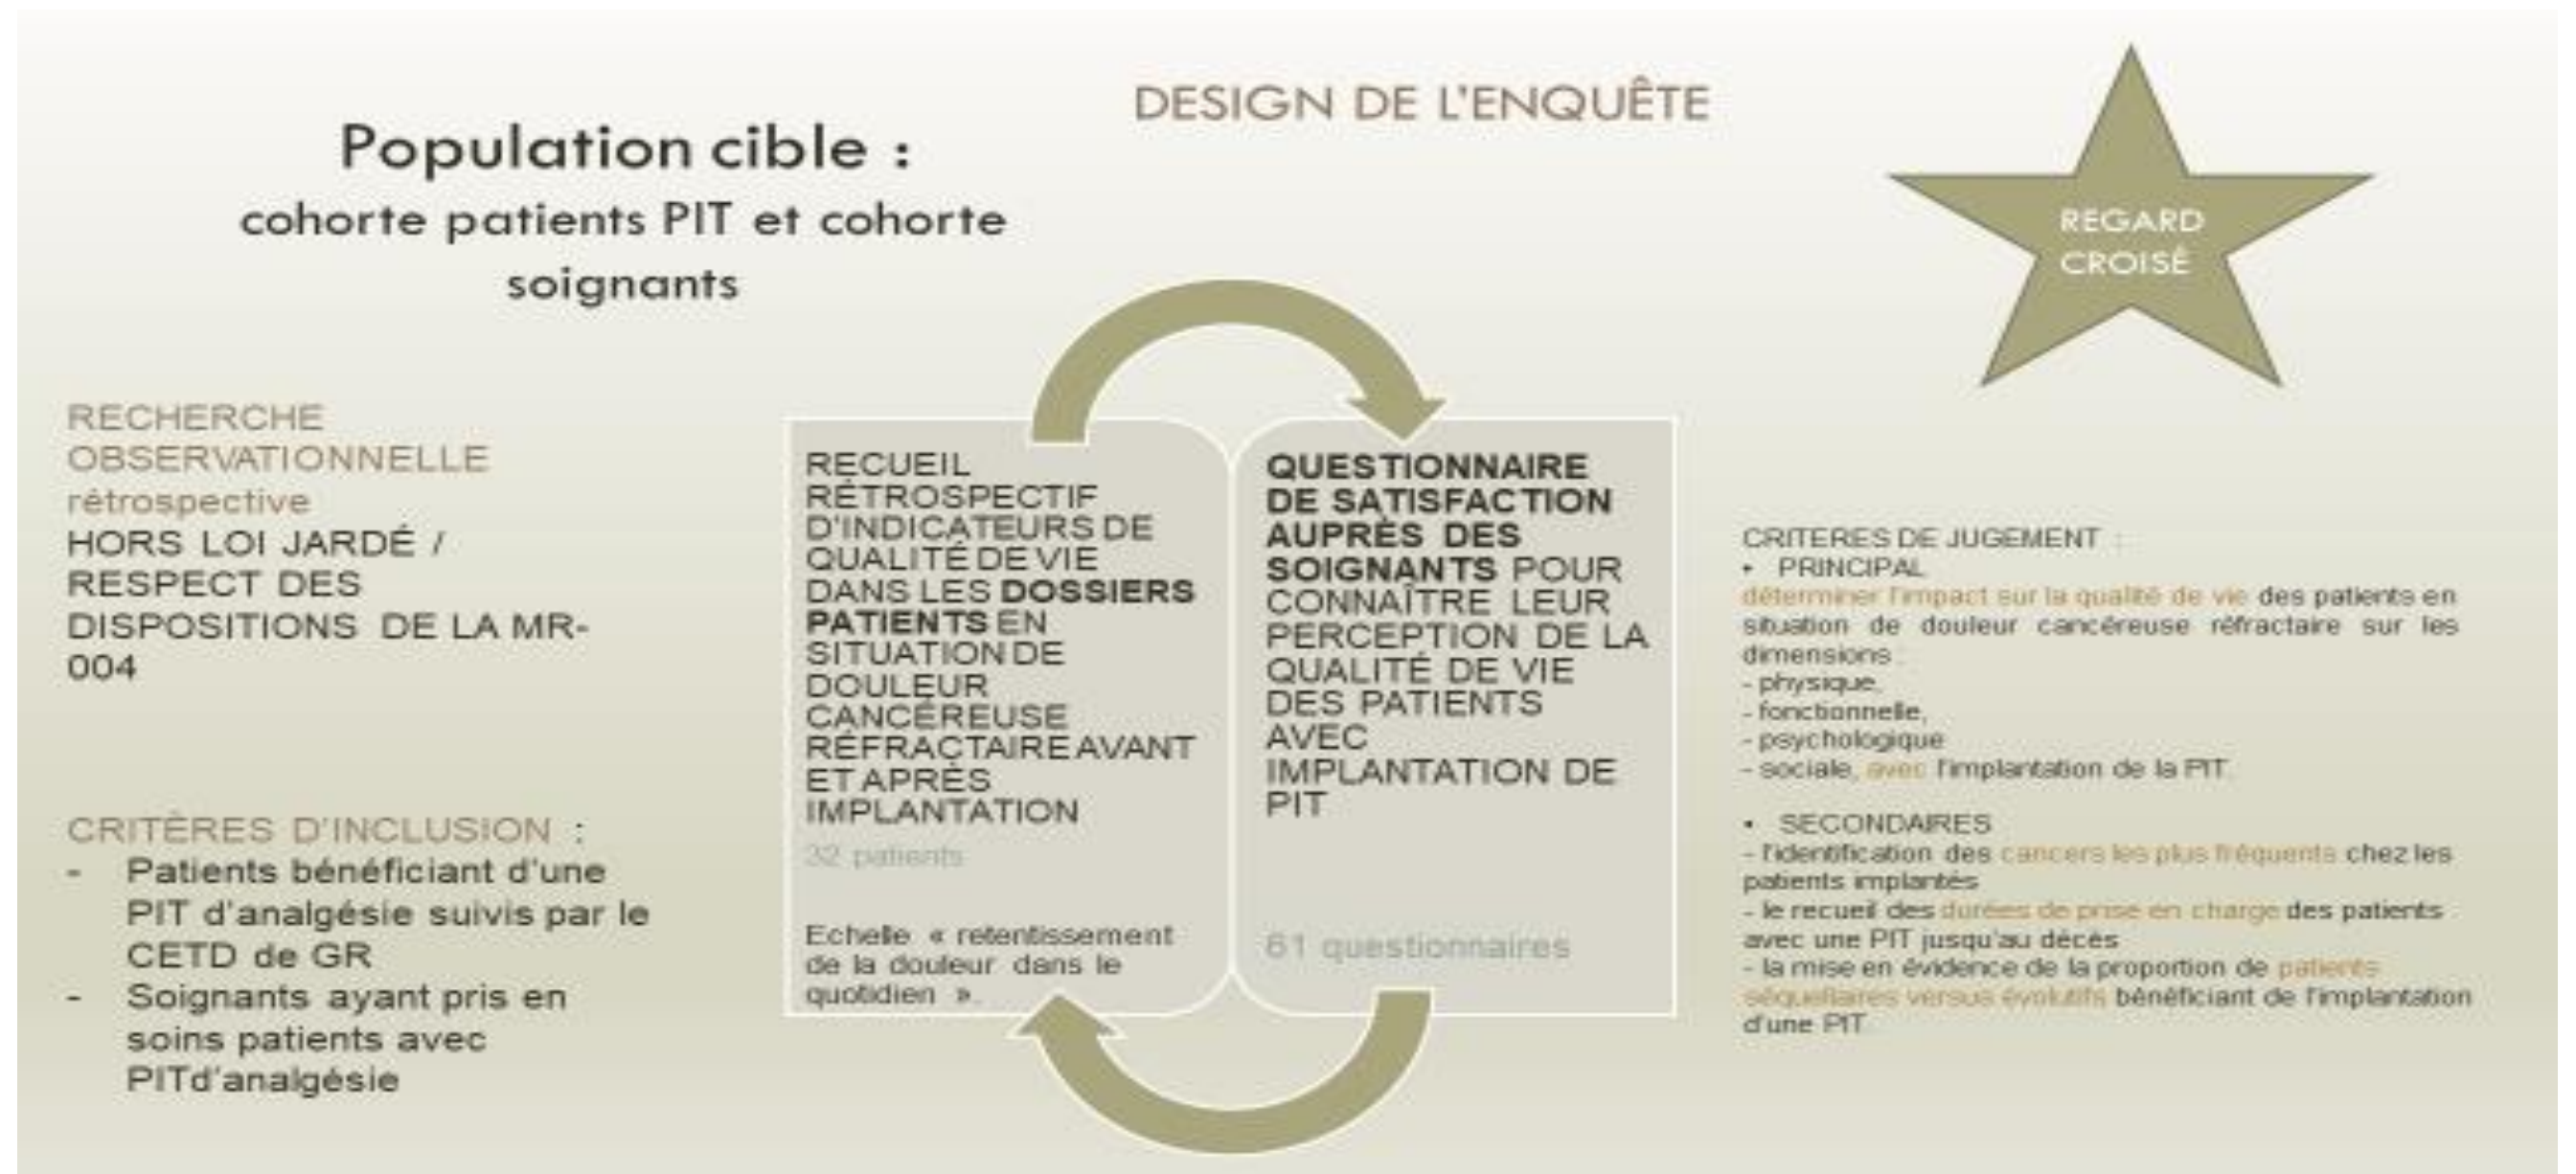 DESIGN DE L'ENQUÊTE
Population cible :
cohorte patients PIT et cohorte
soignants
REGARD
CROISÉ
RECHERCHE
OBSERVATIONNELLE
rétrospective
HORS LOI JARDÉ /
RESPECT DES
DISPOSITIONS DE LA MR-
004
CRITÈRES D'INCLUSION :
- Patients bénéficiant d'une
PIT d'analgésie suivis par le
CETD de GR
- Soignants ayant pris en
soins patients avec
PITd'analgésie
RECUEIL
RÉTROSPECTIF
D'INDICATEURS DE
QUALITÉ DE VIE
DANS LES DOSSIERS
PATIENTS EN
SITUATION DE
DOULEUR
CANCÉREUSE
RÉFRACTAIRE AVANT
ET APRÈS
IMPLANTATION
32 patients
Echelle « retentissement
de la douleur dans le
quotidien ».
QUESTIONNAIRE
DE SATISFACTION
AUPRÈS DES
SOIGNANTS POUR
CONNAÎTRE LEUR
PERCEPTION DE LA
QUALITÉ DE VIE
DES PATIENTS
AVEC
IMPLANTATION DE
PIT
61 questionnaires
CRITERES DE JUGEMENT :
• PRINCIPAL
déterminer l'impact sur la qualité de vie des patients en
situation de douleur cancéreuse réfractaire sur les
dimensions :
- physique,
- fonctionnelle,
- psychologique
- sociale, avec l'implantation de la PIT.
• SECONDAIRES
- l'identification des cancers les plus fréquents chez les
patients implantés
- le recueil des durées de prise en charge des patients
avec une PIT jusqu'au décès
- la mise en évidence de la proportion de patients
séquellaires versus évolutifs bénéficiant de l'implantation
d'une PIT